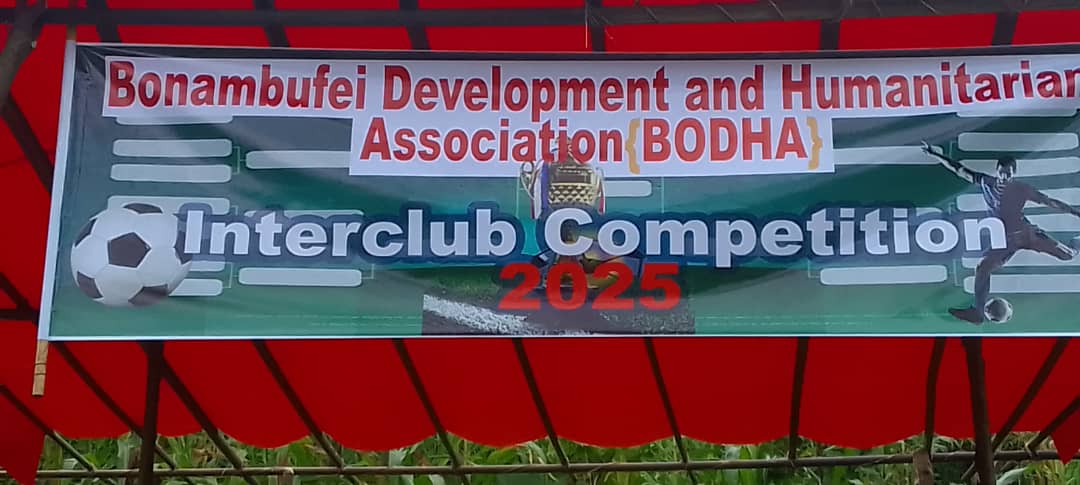 Bonambufei Development and Humanitarian
Association{BODHA}
Interclub Competition
2025